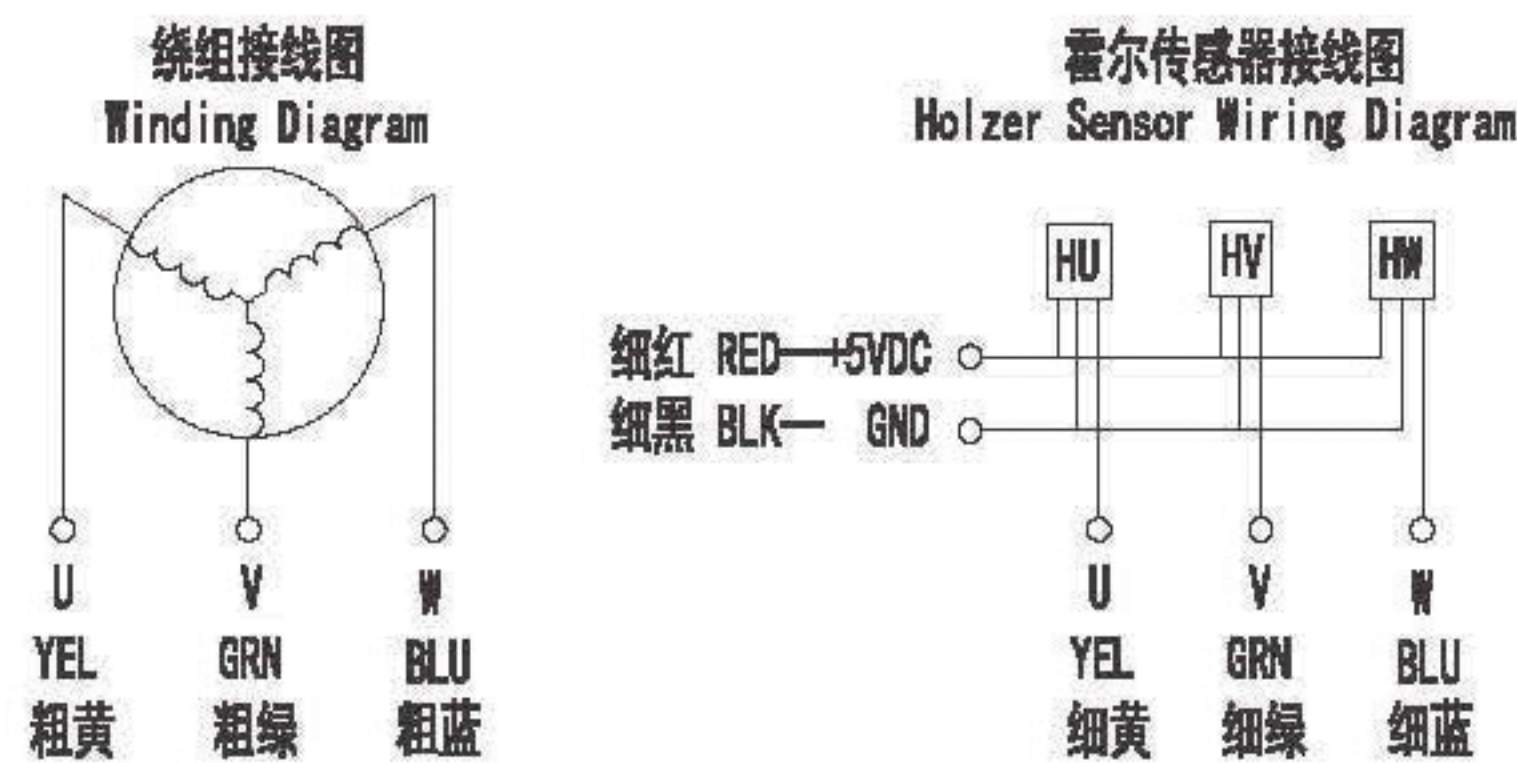 绕组接线图
Winding Diagram
U V W
YEL GRN BLU
粗黄 粗绿 粗蓝
霍尔传感器接线图
Holzer Sensor Wiring Diagram
HU HV HW
细红 RED—+5VDC
细黑 BLK— GND
U V W
YEL GRN BLU
细黄 细绿 细蓝